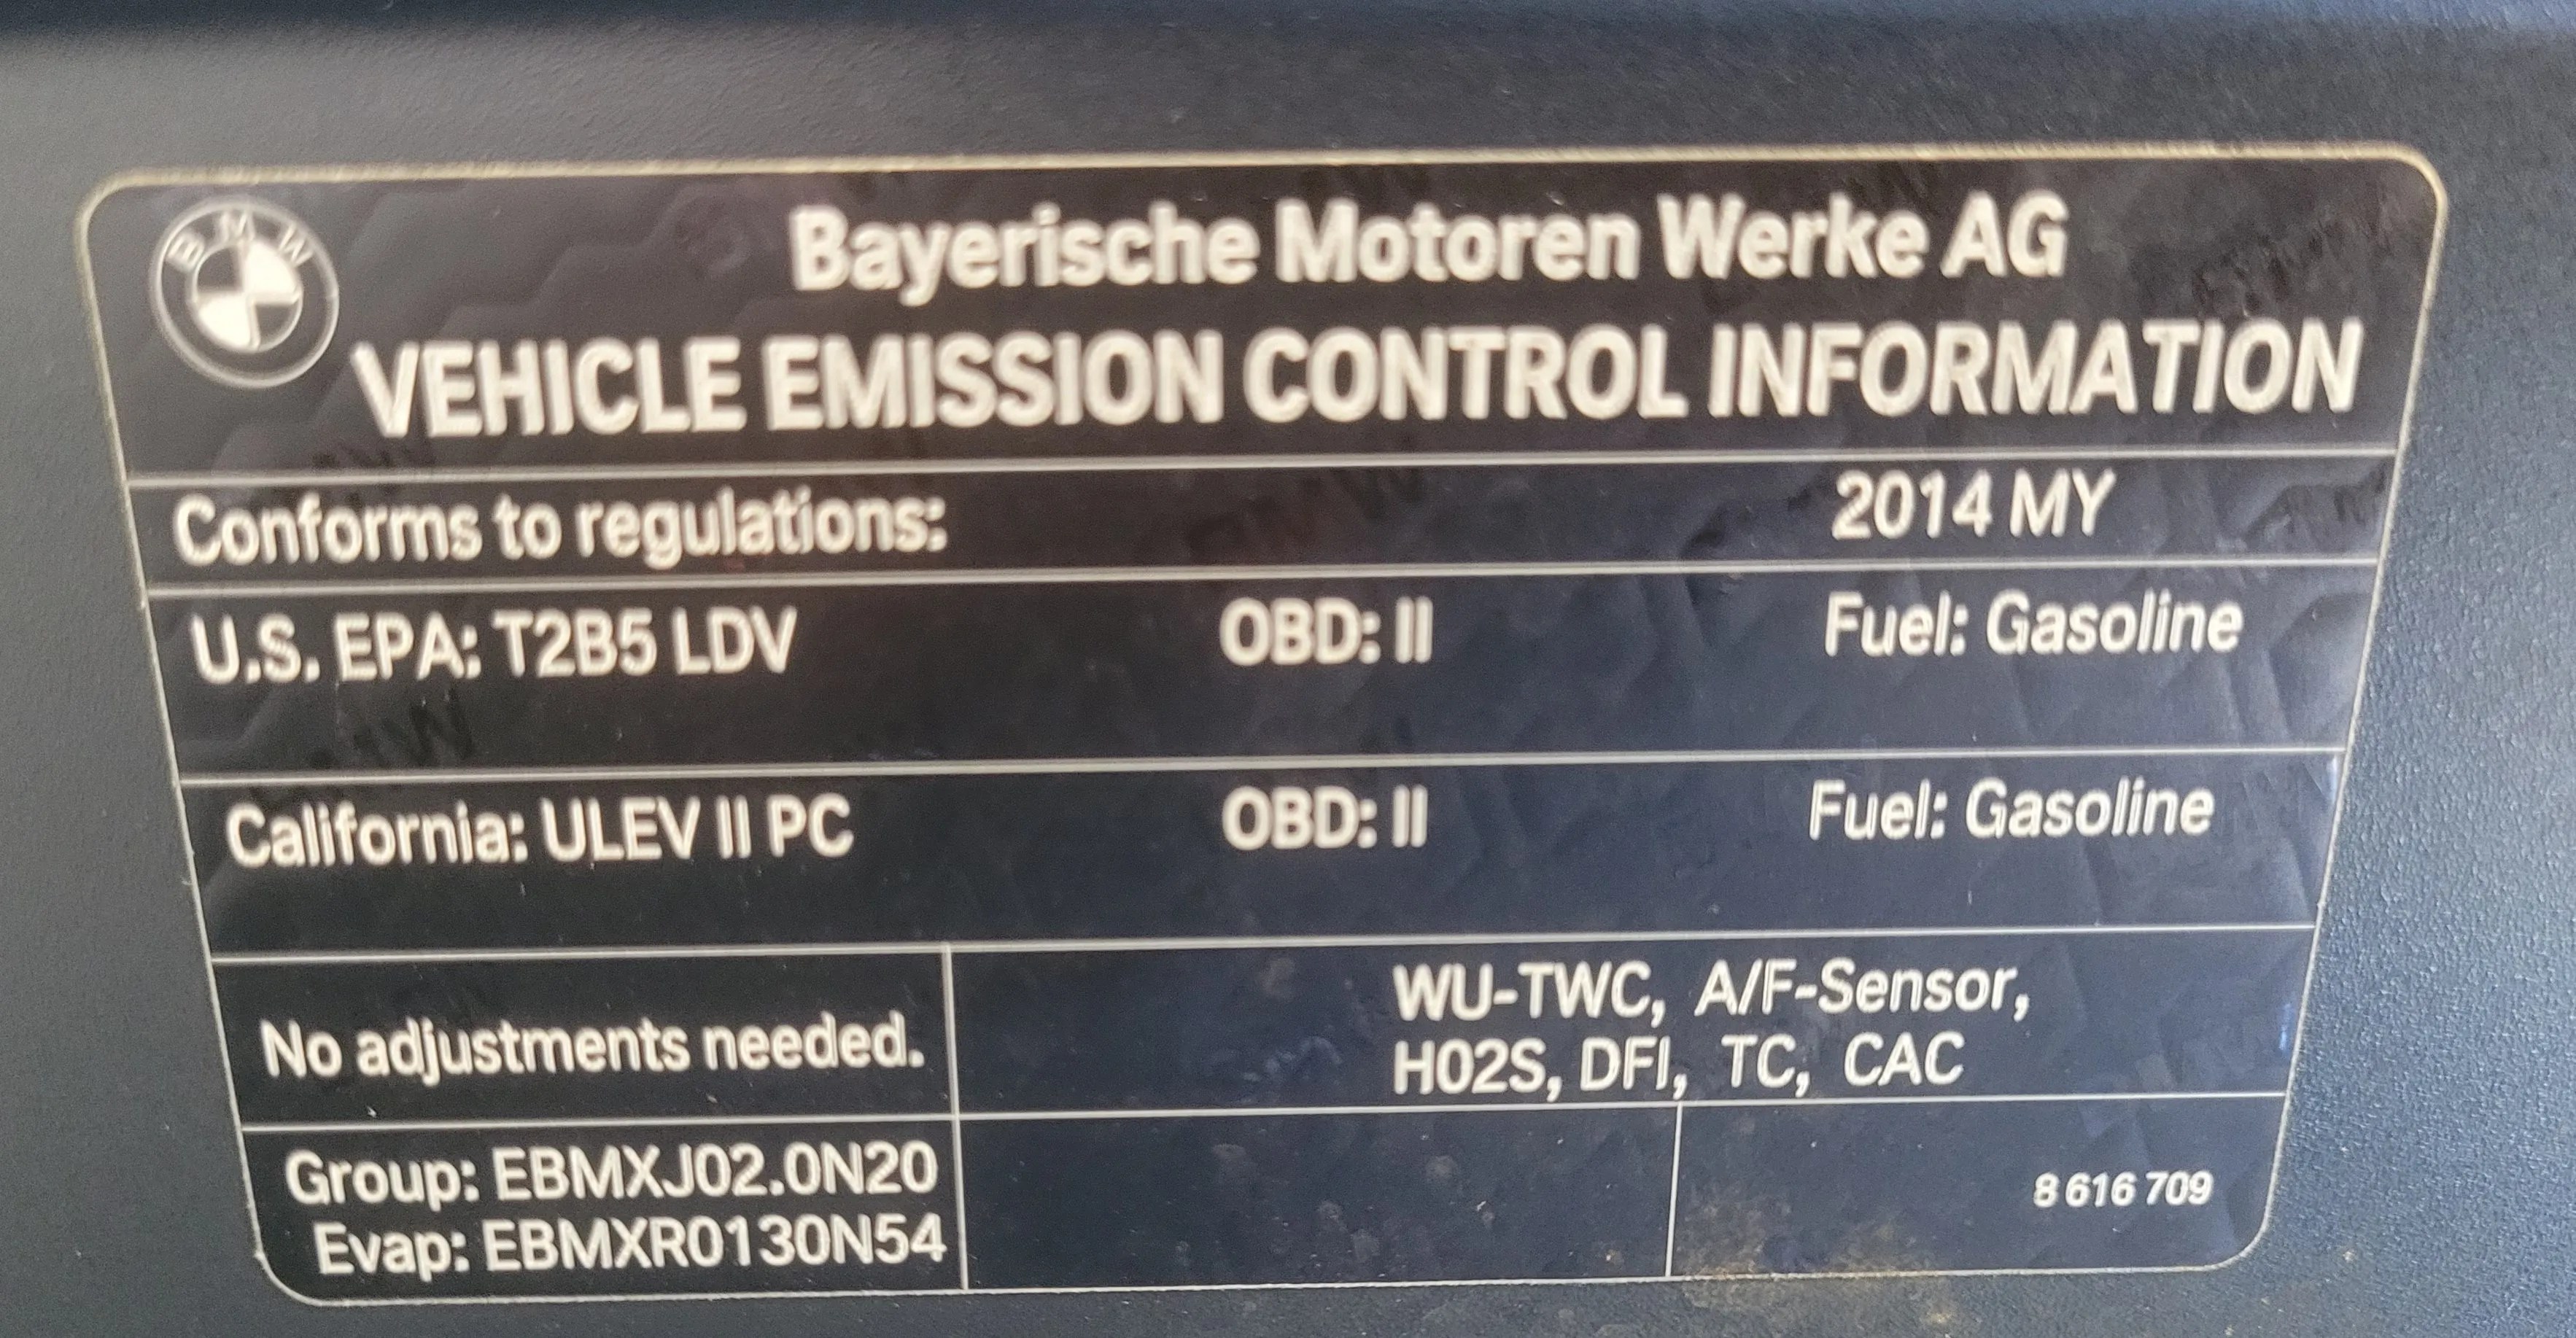 BMW
Bayerische Motoren Werke AG
VEHICLE EMISSION CONTROL INFORMATION
Conforms to regulations: 2014 MY
U.S. EPA: T2B5 LDV OBD: II Fuel: Gasoline
California: ULEV II PC OBD: II Fuel: Gasoline
No adjustments needed.
WU-TWC, A/F-Sensor,
H02S, DFI, TC, CAC
Group: EBMXJ02.0N20
Evap: EBMXR0130N54
8 616 709